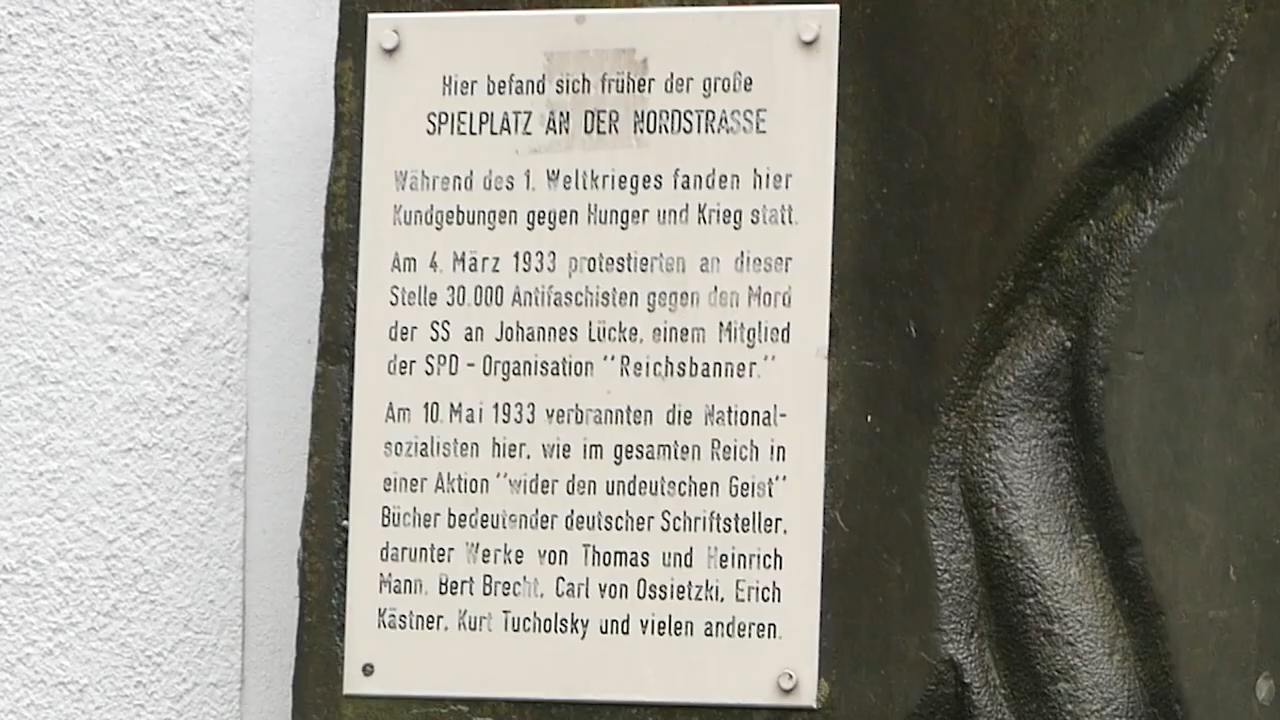 Hier befand sich früher der große
SPIELPLATZ AN DER NORDSTRASSE
Während des 1. Weltkrieges fanden hier
Kundgebungen gegen Hunger und Krieg statt.
Am 4. März 1933 protestierten an dieser
Stelle 30.000 Antifaschisten gegen den Mord
der SS an Johannes Lücke, einem Mitglied
der SPD - Organisation "Reichsbanner."
Am 10. Mai 1933 verbrannten die National-
sozialisten hier, wie im gesamten Reich in
einer Aktion "wider den undeutschen Geist"
Bücher bedeutender deutscher Schriftsteller,
darunter Werke von Thomas und Heinrich
Mann, Bert Brecht, Carl von Ossietzki, Erich
Kästner, Kurt Tucholsky und vielen anderen.